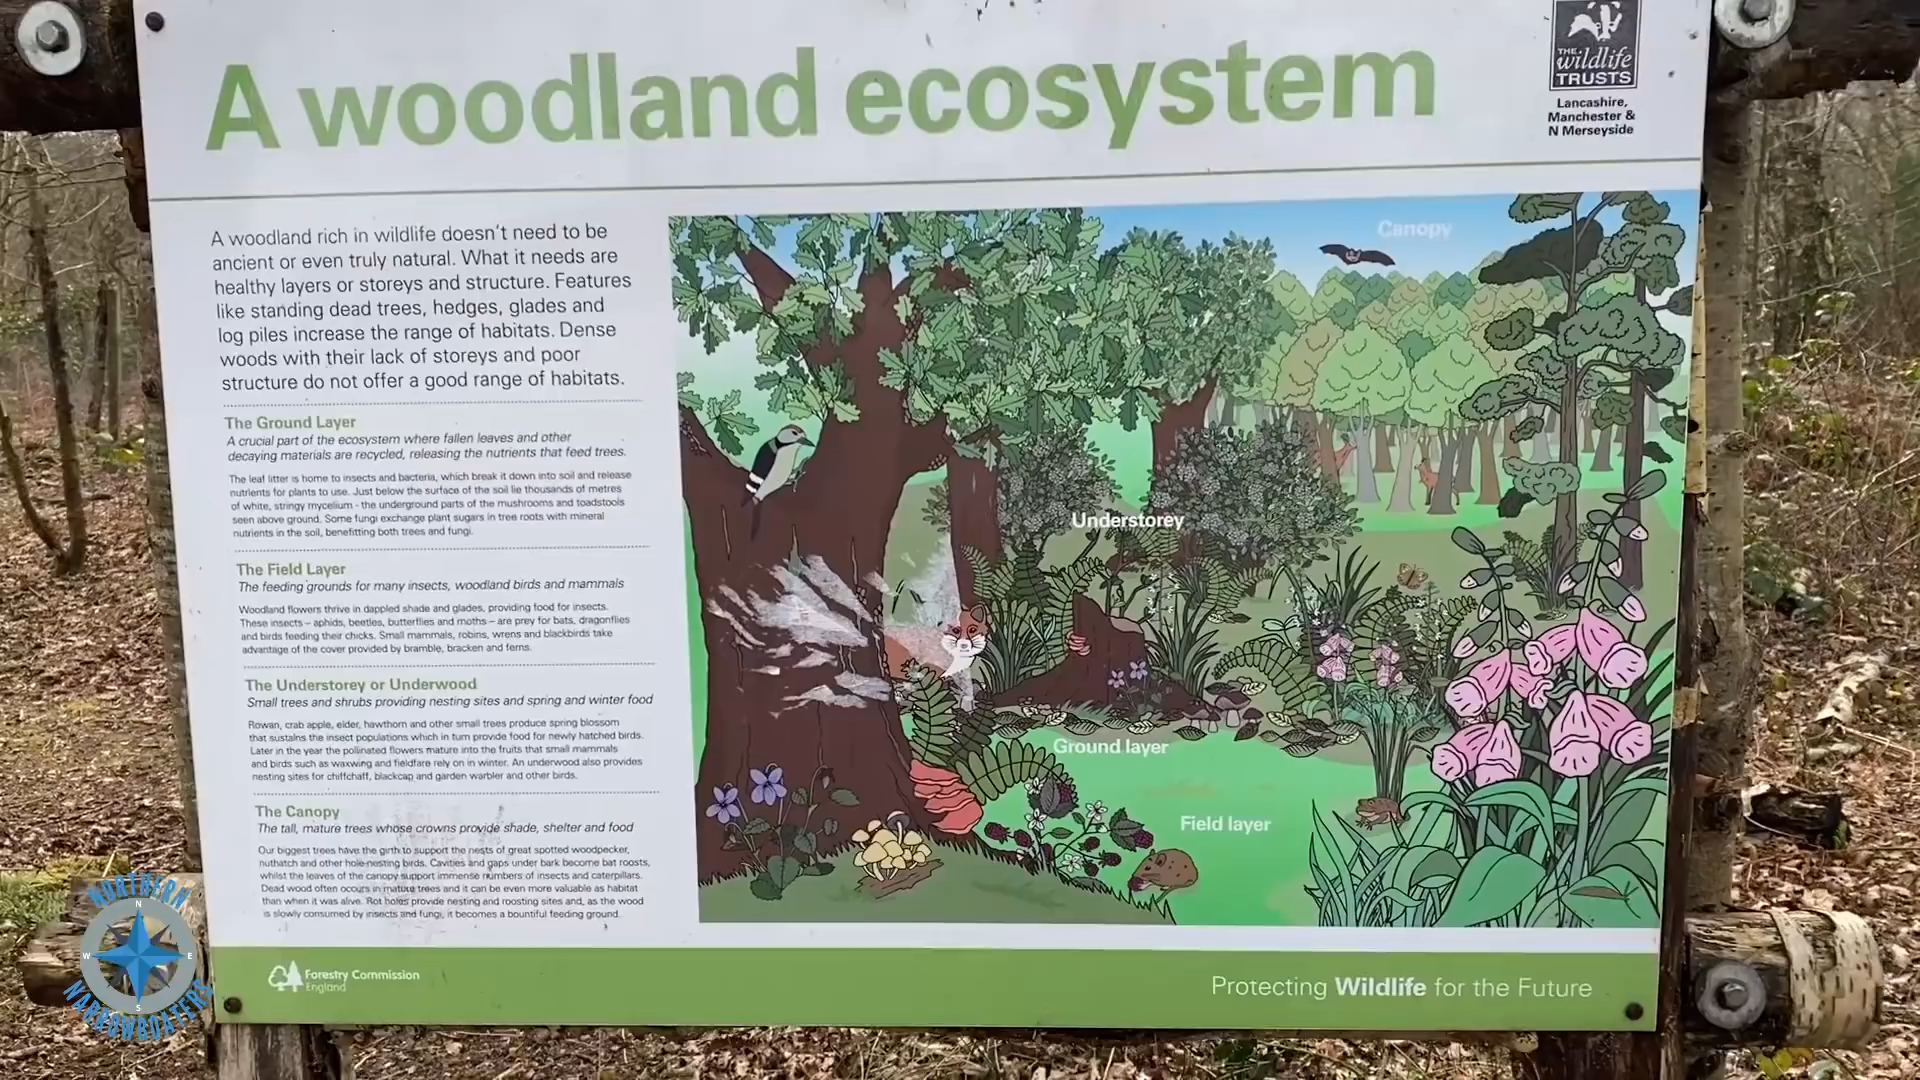 A woodland ecosystem
THE
wildlife
TRUSTS
Lancashire,
Manchester &
N Merseyside
A woodland rich in wildlife doesn't need to be
ancient or even truly natural. What it needs are
healthy layers or storeys and structure. Features
like standing dead trees, hedges, glades and
log piles increase the range of habitats. Dense
woods with their lack of storeys and poor
structure do not offer a good range of habitats.
The Ground Layer
A crucial part of the ecosystem where fallen leaves and other
decaying materials are recycled, releasing the nutrients that feed trees.
The leaf litter is home to insects and bacteria, which break it down into soil and release
nutrients for plants to use. Just below the surface of the soil lie thousands of metres
of white, stringy mycelium - the underground parts of the mushrooms and toadstools
seen above ground. Some fungi exchange plant sugars in tree roots with mineral
nutrients in the soil, benefitting both trees and fungi.
The Field Layer
The feeding grounds for many insects, woodland birds and mammals
Woodland flowers thrive in dappled shade and glades, providing food for insects.
These insects – aphids, beetles, butterflies and moths – are prey for bats, dragonflies
and birds feeding their chicks. Small mammals, robins, wrens and blackbirds take
advantage of the cover provided by bramble, bracken and ferns.
The Understorey or Underwood
Small trees and shrubs providing nesting sites and spring and winter food
Rowan, crab apple, elder, hawthorn and other small trees produce spring blossom
that sustains the insect populations which in turn provide food for newly hatched birds.
Later in the year the pollinated flowers mature into the fruits that small mammals
and birds such as waxwing and fieldfare rely on in winter. An underwood also provides
nesting sites for chiffchaff, blackcap and garden warbler and other birds.
The Canopy
The tall, mature trees whose crowns provide shade, shelter and food
Our biggest trees have the girth to support the nests of great spotted woodpecker,
nuthatch and other hole-nesting birds. Cavities and gaps under bark become bat roosts,
whilst the leaves of the canopy support immense numbers of insects and caterpillars.
Dead wood often occurs in mature trees and it can be even more valuable as habitat
than when it was alive. Rot holes provide nesting and roosting sites and, as the wood
is slowly consumed by insects and fungi, it becomes a bountiful feeding ground.
Canopy
Understorey
Ground layer
Field layer
Forestry Commission
England
Protecting Wildlife for the Future
NORTHERN
N
W E
S
NARROWBOATERS